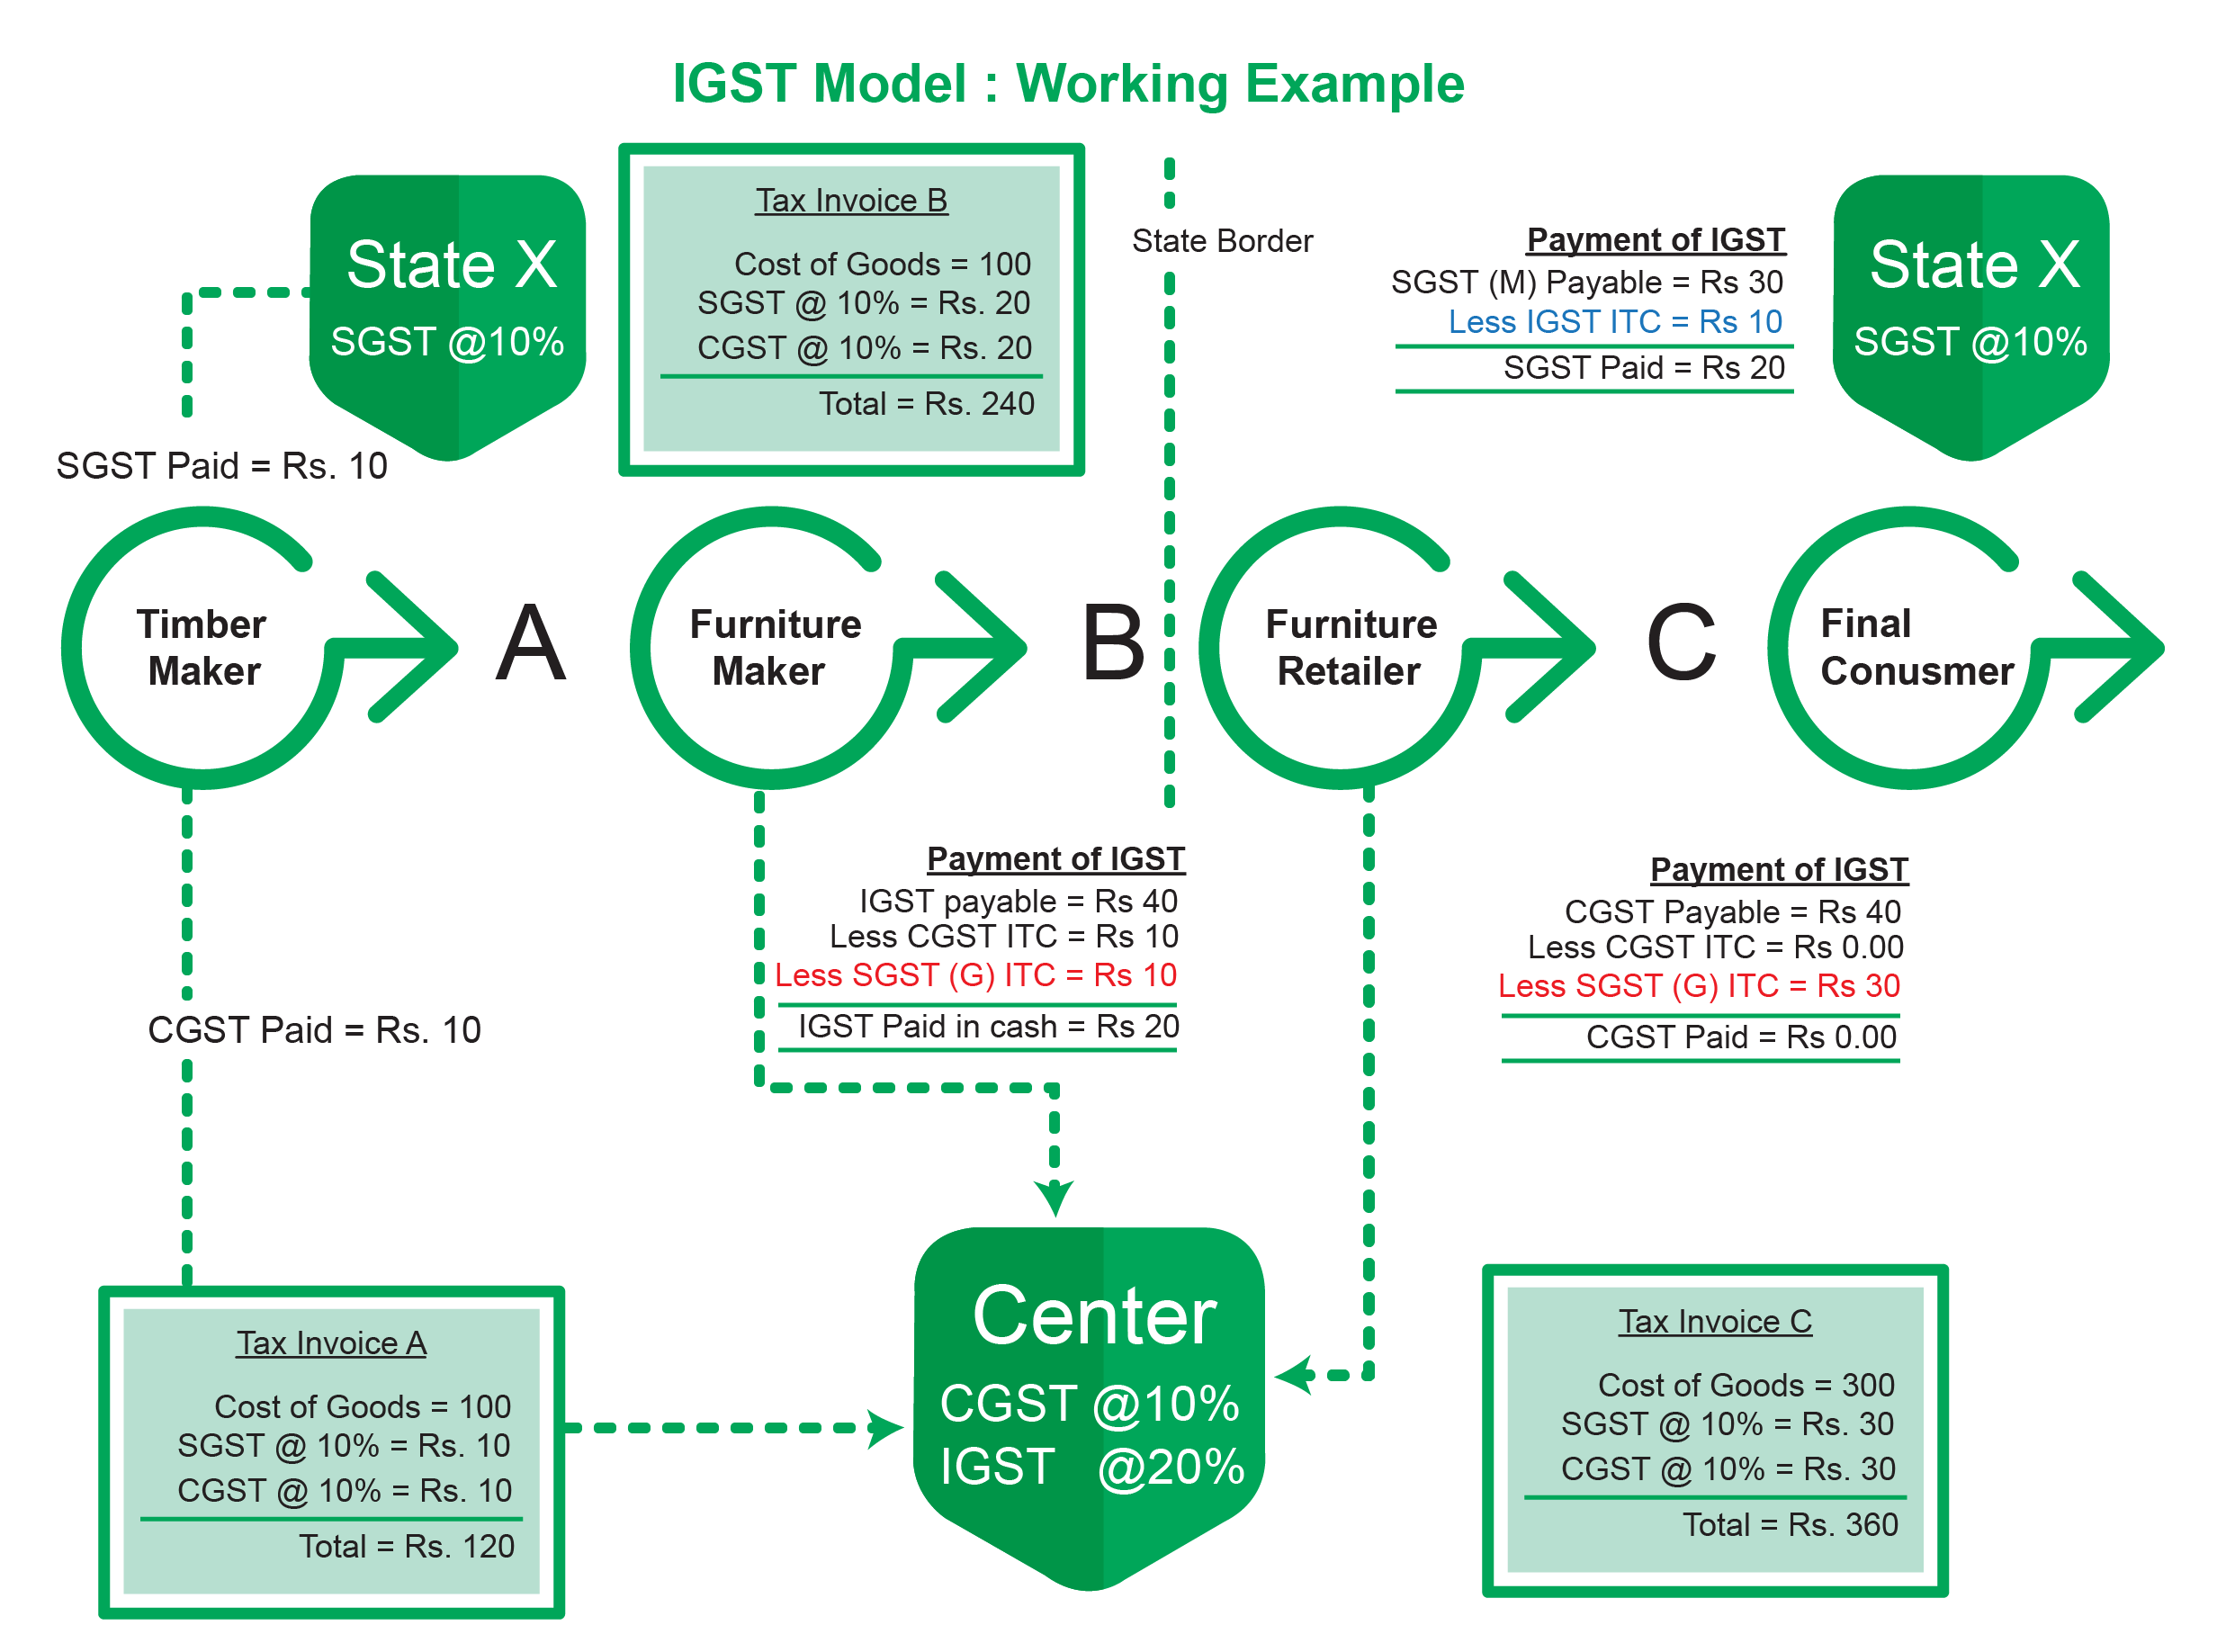 IGST Model : Working Example
State X
SGST @10%
SGST Paid = Rs. 10
Tax Invoice B
Cost of Goods = 100
SGST @ 10% = Rs. 20
CGST @ 10% = Rs. 20
Total = Rs. 240
State Border
Payment of IGST
SGST (M) Payable = Rs 30
Less IGST ITC = Rs 10
SGST Paid = Rs 20
State X
SGST @10%
Timber
Maker
A
Furniture
Maker
B
Furniture
Retailer
C
Final
Conusmer
CGST Paid = Rs. 10
Payment of IGST
IGST payable = Rs 40
Less CGST ITC = Rs 10
Less SGST (G) ITC = Rs 10
IGST Paid in cash = Rs 20
Payment of IGST
CGST Payable = Rs 40
Less CGST ITC = Rs 0.00
Less SGST (G) ITC = Rs 30
CGST Paid = Rs 0.00
Tax Invoice A
Cost of Goods = 100
SGST @ 10% = Rs. 10
CGST @ 10% = Rs. 10
Total = Rs. 120
Center
CGST @10%
IGST @20%
Tax Invoice C
Cost of Goods = 300
SGST @ 10% = Rs. 30
CGST @ 10% = Rs. 30
Total = Rs. 360